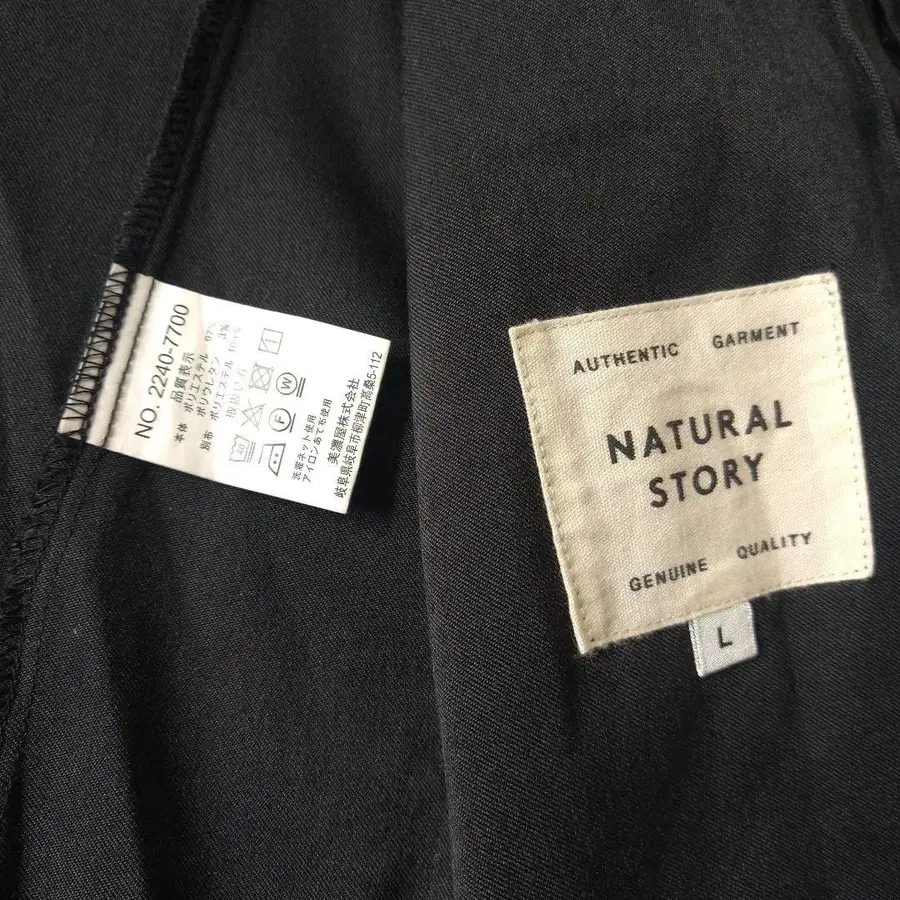 NO. 2240-7700
品質表示
本体 ポリエステル 97%
ポリウレタン 3%
別布 ポリエステル 100%
洗濯ネット使用
アイロンあて布使用
美濃屋株式会社
岐阜県岐阜市柳津町高桑5-112
AUTHENTIC GARMENT
NATURAL
STORY
GENUINE QUALITY
L